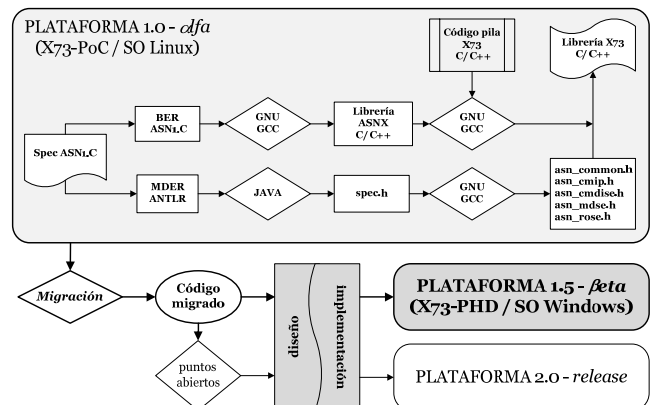 PLATAFORMA 1.0 - αlfa
(X73-PoC / SO Linux)
Código pila
X73
C/C++
Librería X73
C/C++
BER
ASN1.C
GNU
GCC
Librería
ASNX
C/C++
GNU
GCC
Spec ASN1.C
MDER
ANTLR
JAVA
spec.h
GNU
GCC
asn_common.h
asn_cmip.h
asn_cmdise.h
asn_mdse.h
asn_rose.h
Migración
Código
migrado
puntos
abiertos
diseño
implementación
PLATAFORMA 1.5 - βeta
(X73-PHD / SO Windows)
PLATAFORMA 2.0 - release